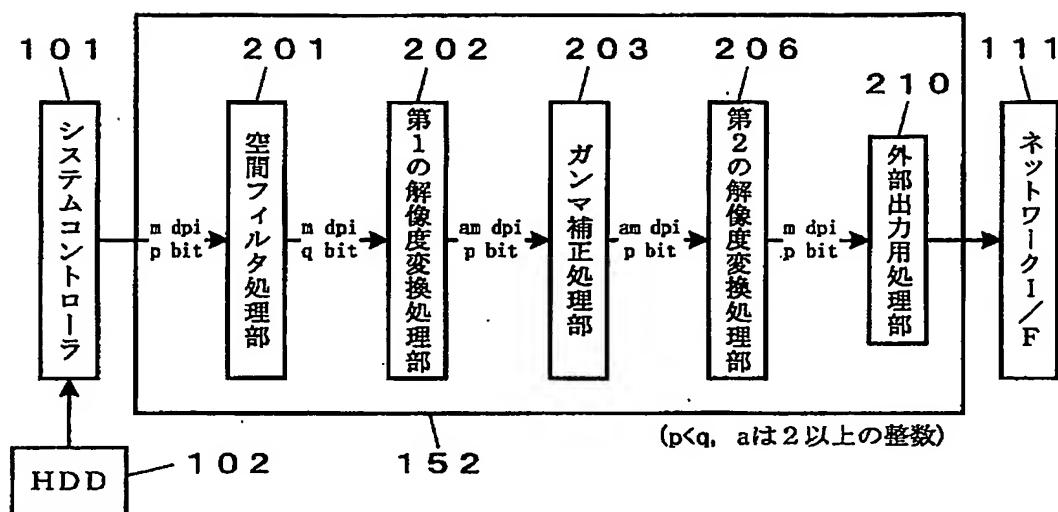 101
201
202
203
206
210
111
システムコントローラ
m dpi
p bit
空間フィルタ処理部
m dpi
q bit
第1の解像度変換処理部
am dpi
p bit
ガンマ補正処理部
am dpi
p bit
第2の解像度変換処理部
m dpi
p bit
外部出力用処理部
ネットワークI/F
(p<q, aは2以上の整数)
HDD
102
152